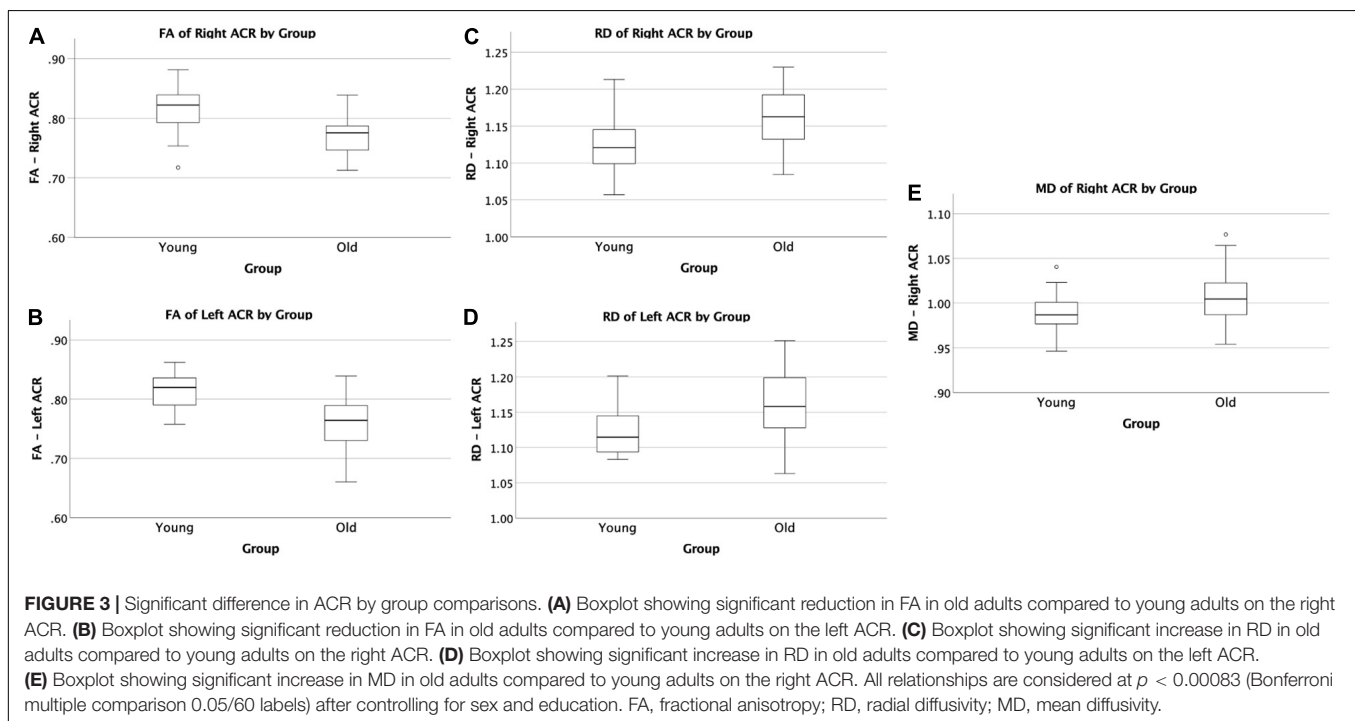 A
FA of Right ACR by Group
.90
.80
.70
.60
FA – Right ACR
Young
Old
Group
B
FA of Left ACR by Group
.90
.80
.70
.60
FA – Left ACR
Young
Old
Group
C
RD of Right ACR by Group
1.25
1.20
1.15
1.10
1.05
1.00
RD – Right ACR
Young
Old
Group
D
RD of Left ACR by Group
1.25
1.20
1.15
1.10
1.05
1.00
RD – Left ACR
Young
Old
Group
E
MD of Right ACR by Group
1.10
1.05
1.00
.95
.90
MD – Right ACR
Young
Old
Group
FIGURE 3 | Significant difference in ACR by group comparisons. (A) Boxplot showing significant reduction in FA in old adults compared to young adults on the right
ACR. (B) Boxplot showing significant reduction in FA in old adults compared to young adults on the left ACR. (C) Boxplot showing significant increase in RD in old
adults compared to young adults on the right ACR. (D) Boxplot showing significant increase in RD in old adults compared to young adults on the left ACR.
(E) Boxplot showing significant increase in MD in old adults compared to young adults on the right ACR. All relationships are considered at p < 0.00083 (Bonferroni
multiple comparison 0.05/60 labels) after controlling for sex and education. FA, fractional anisotropy; RD, radial diffusivity; MD, mean diffusivity.